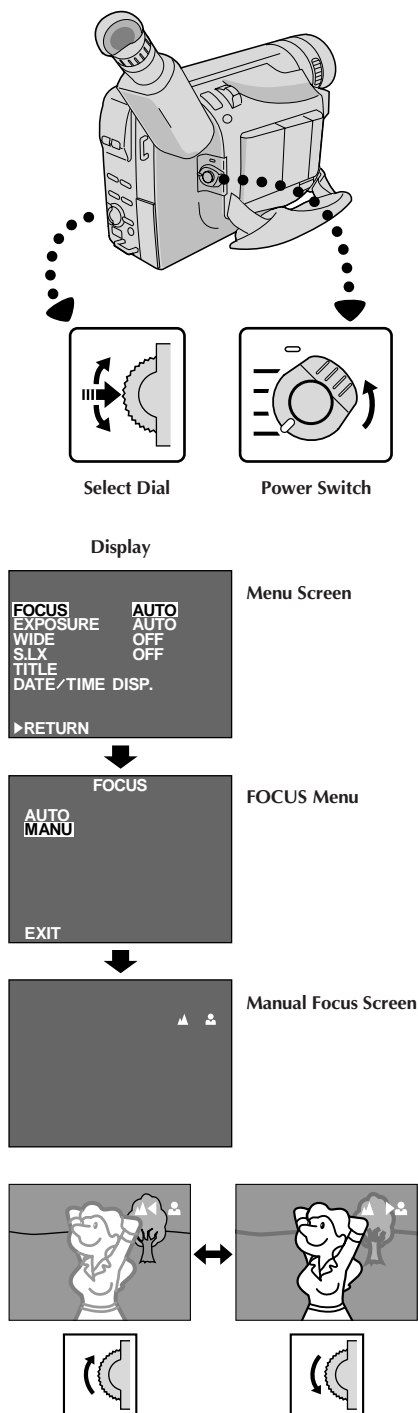 Select Dial
Power Switch
Display
Menu Screen
FOCUS AUTO
EXPOSURE AUTO
WIDE OFF
S.LX OFF
TITLE
DATE/TIME DISP.
▶RETURN
FOCUS Menu
FOCUS
AUTO
MANU
EXIT
Manual Focus Screen